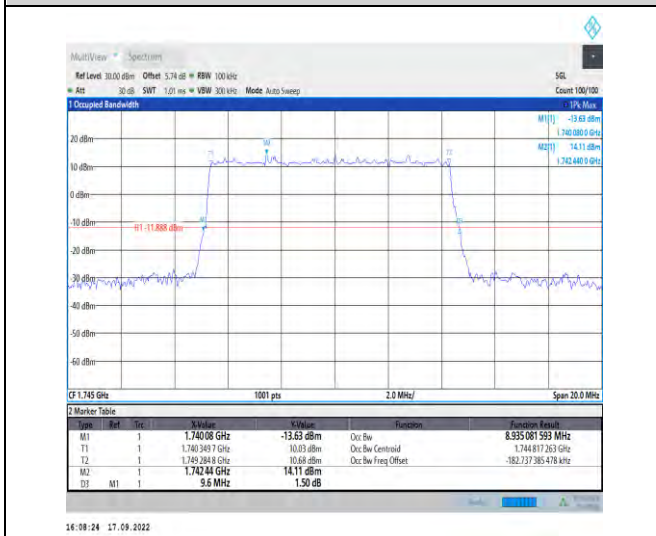 MultiView Spectrum
Ref Level 30.00 dBm Offset 5.74 dB RBW 100 kHz SGL
Att 30 dB SWT 1.01 ms VBW 300 kHz Mode Auto Sweep Count 100/100
1 Occupied Bandwidth 1Pk Max
M1[1] -13.63 dBm
1.740 080 0 GHz
M2[1] 14.11 dBm
1.742 440 0 GHz
20 dBm
M2
T1
T2
10 dBm
0 dBm
-10 dBm
M1
H1 -11.888 dBm
-20 dBm
-30 dBm
-40 dBm
-50 dBm
-60 dBm
CF 1.745 GHz 1001 pts 2.0 MHz/ Span 20.0 MHz
2 Marker Table
Type Ref Trc X-Value Y-Value Function Function Result
M1 1 1.740 08 GHz -13.63 dBm Occ Bw 8.935 081 593 MHz
T1 1 1.740 349 7 GHz 10.03 dBm Occ Bw Centroid 1.744 817 263 GHz
T2 1 1.749 284 8 GHz 10.68 dBm Occ Bw Freq Offset -182.737 385 478 kHz
M2 1 1.742 44 GHz 14.11 dBm
D3 M1 1 9.6 MHz 1.50 dB
16:08:24 17.09.2022